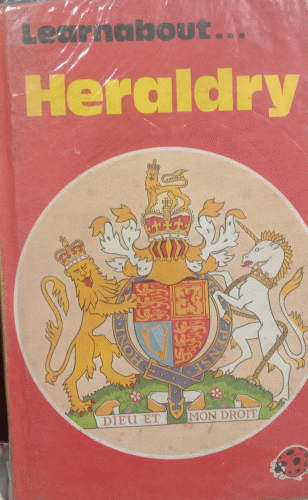 Learnabout...
Heraldry
DIEU ET MON DROIT